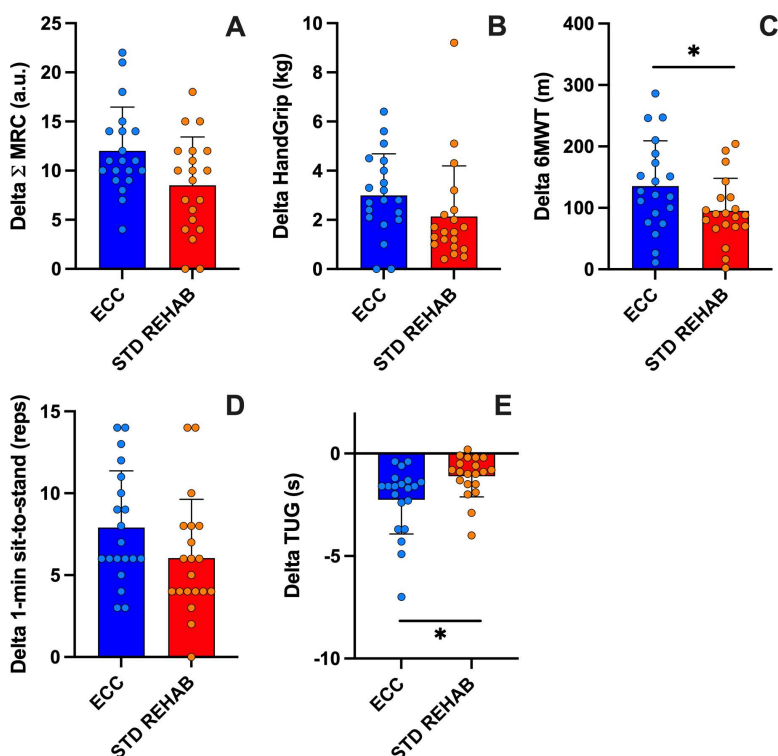 A
Delta Σ MRC (a.u.)
25
20
15
10
5
0
ECC
STD REHAB
B
Delta HandGrip (kg)
10
8
6
4
2
0
ECC
STD REHAB
C
Delta 6MWT (m)
400
300
200
100
0
*
ECC
STD REHAB
D
Delta 1-min sit-to-stand (reps)
15
10
5
0
ECC
STD REHAB
E
Delta TUG (s)
0
-5
-10
*
ECC
STD REHAB